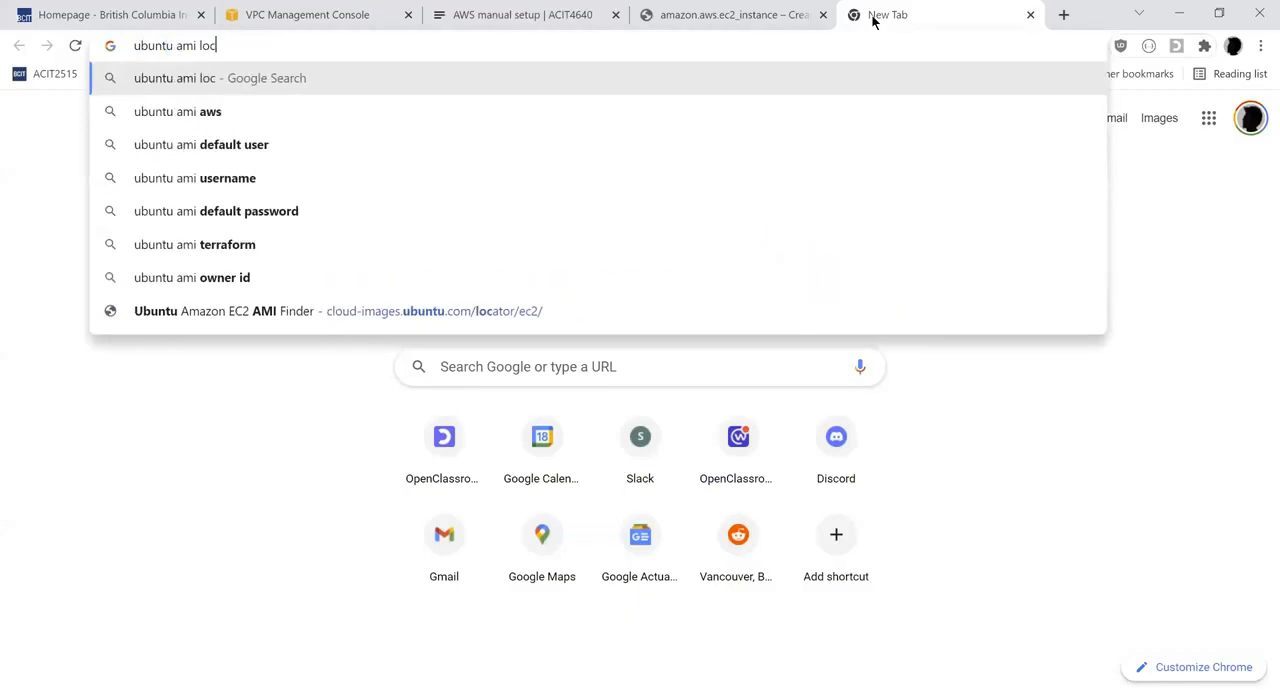 Homepage - British Columbia In
VPC Management Console
AWS manual setup | ACIT4640
amazon.aws.ec2_instance – Crea
New Tab
ubuntu ami loc
BCIT ACIT2515
her bookmarks
Reading list
ubuntu ami loc - Google Search
ubuntu ami aws
ubuntu ami default user
ubuntu ami username
ubuntu ami default password
ubuntu ami terraform
ubuntu ami owner id
Ubuntu Amazon EC2 AMI Finder - cloud-images.ubuntu.com/locator/ec2/
mail
Images
Search Google or type a URL
18
S
OpenClassro...
Google Calen...
Slack
OpenClassro...
Discord
Gmail
Google Maps
Google Actua...
Vancouver, B...
Add shortcut
Customize Chrome